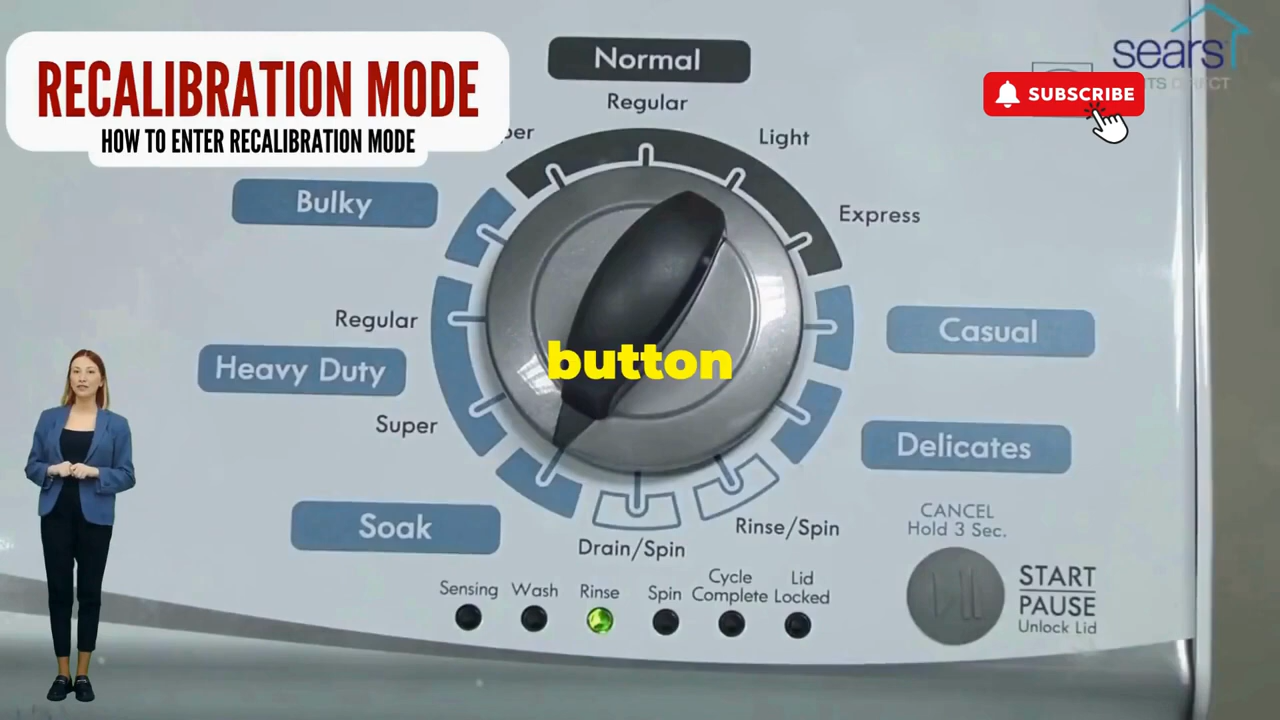 RECALIBRATION MODE
HOW TO ENTER RECALIBRATION MODE
sears
DIRECT
SUBSCRIBE
Normal
Regular
Light
Express
Bulky
Regular
Heavy Duty
Super
Casual
Delicates
button
Soak
Drain/Spin
Rinse/Spin
CANCEL
Hold 3 Sec.
Sensing
Wash
Rinse
Spin
Cycle
Complete
Lid
Locked
START
PAUSE
Unlock Lid